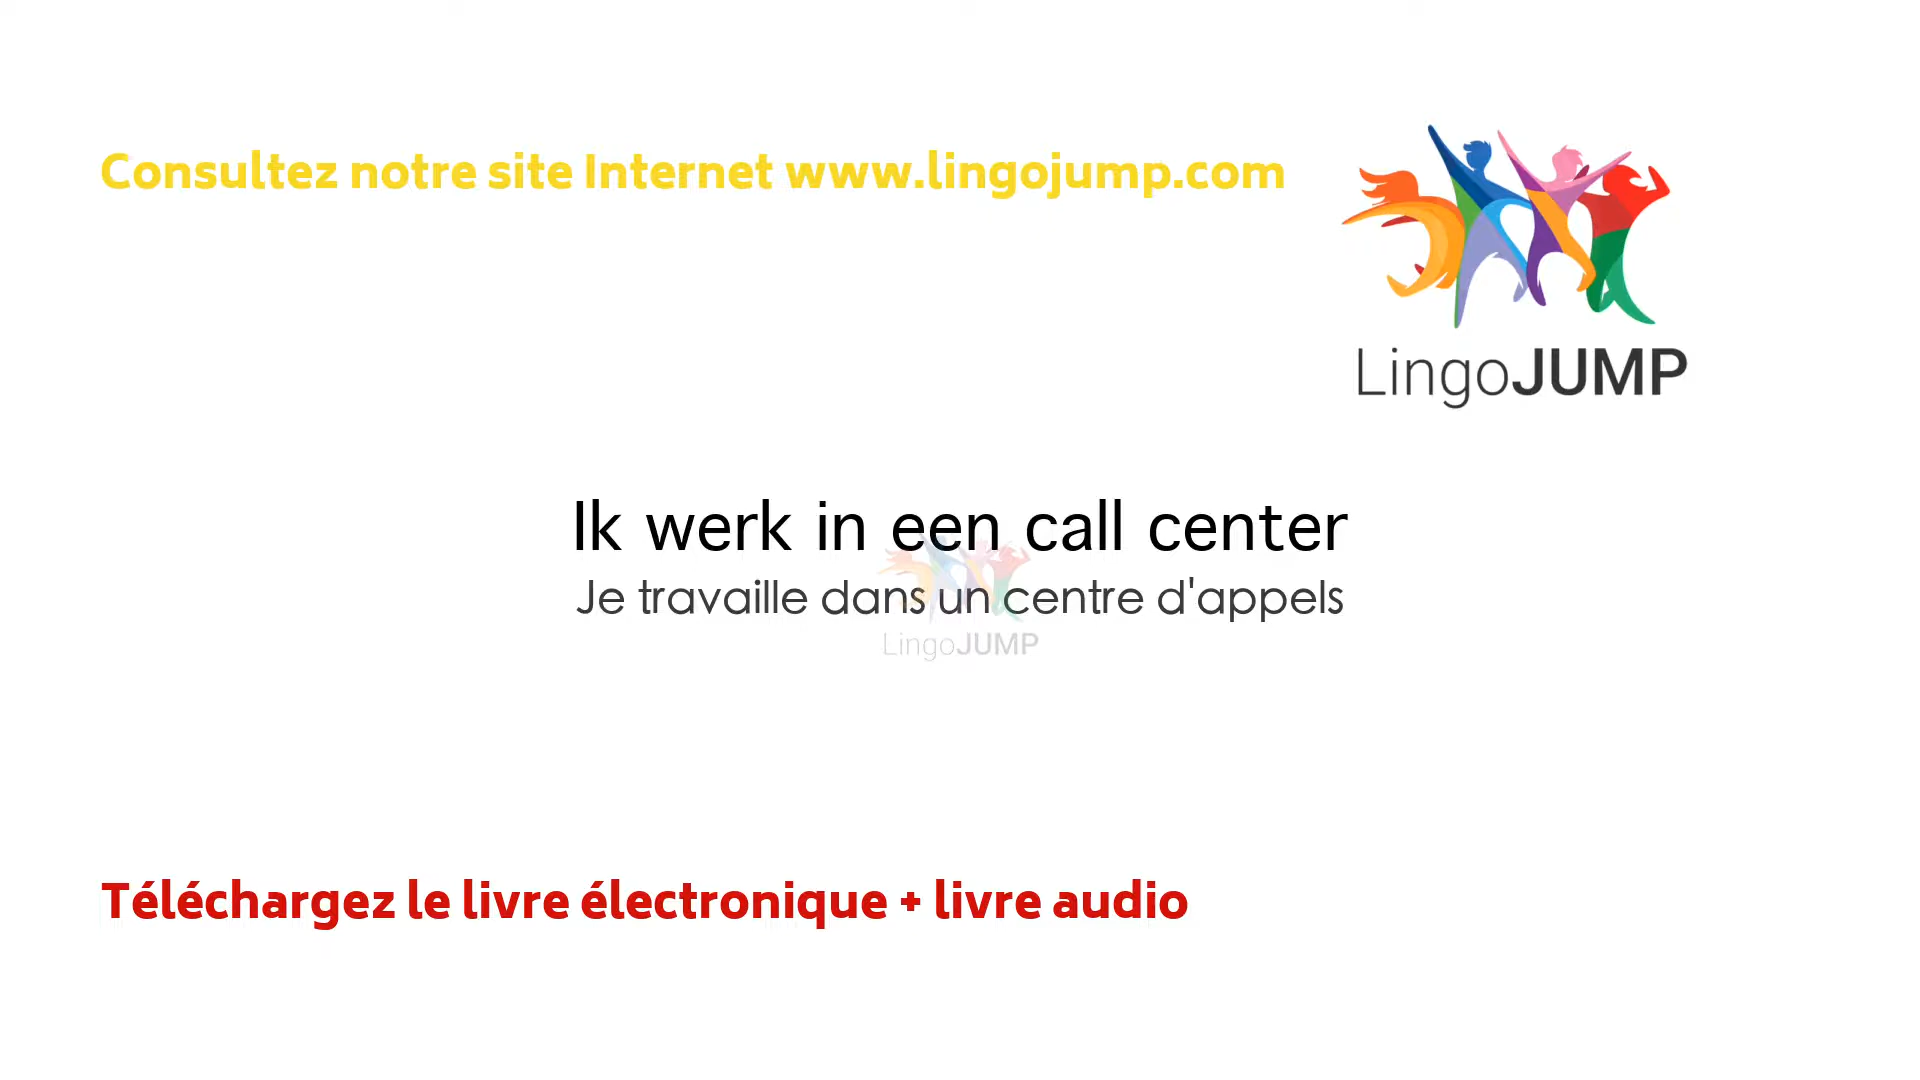 Consultez notre site Internet www.lingojump.com
LingoJUMP
Ik werk in een call center
Je travaille dans un centre d'appels
LingoJUMP
Téléchargez le livre électronique + livre audio